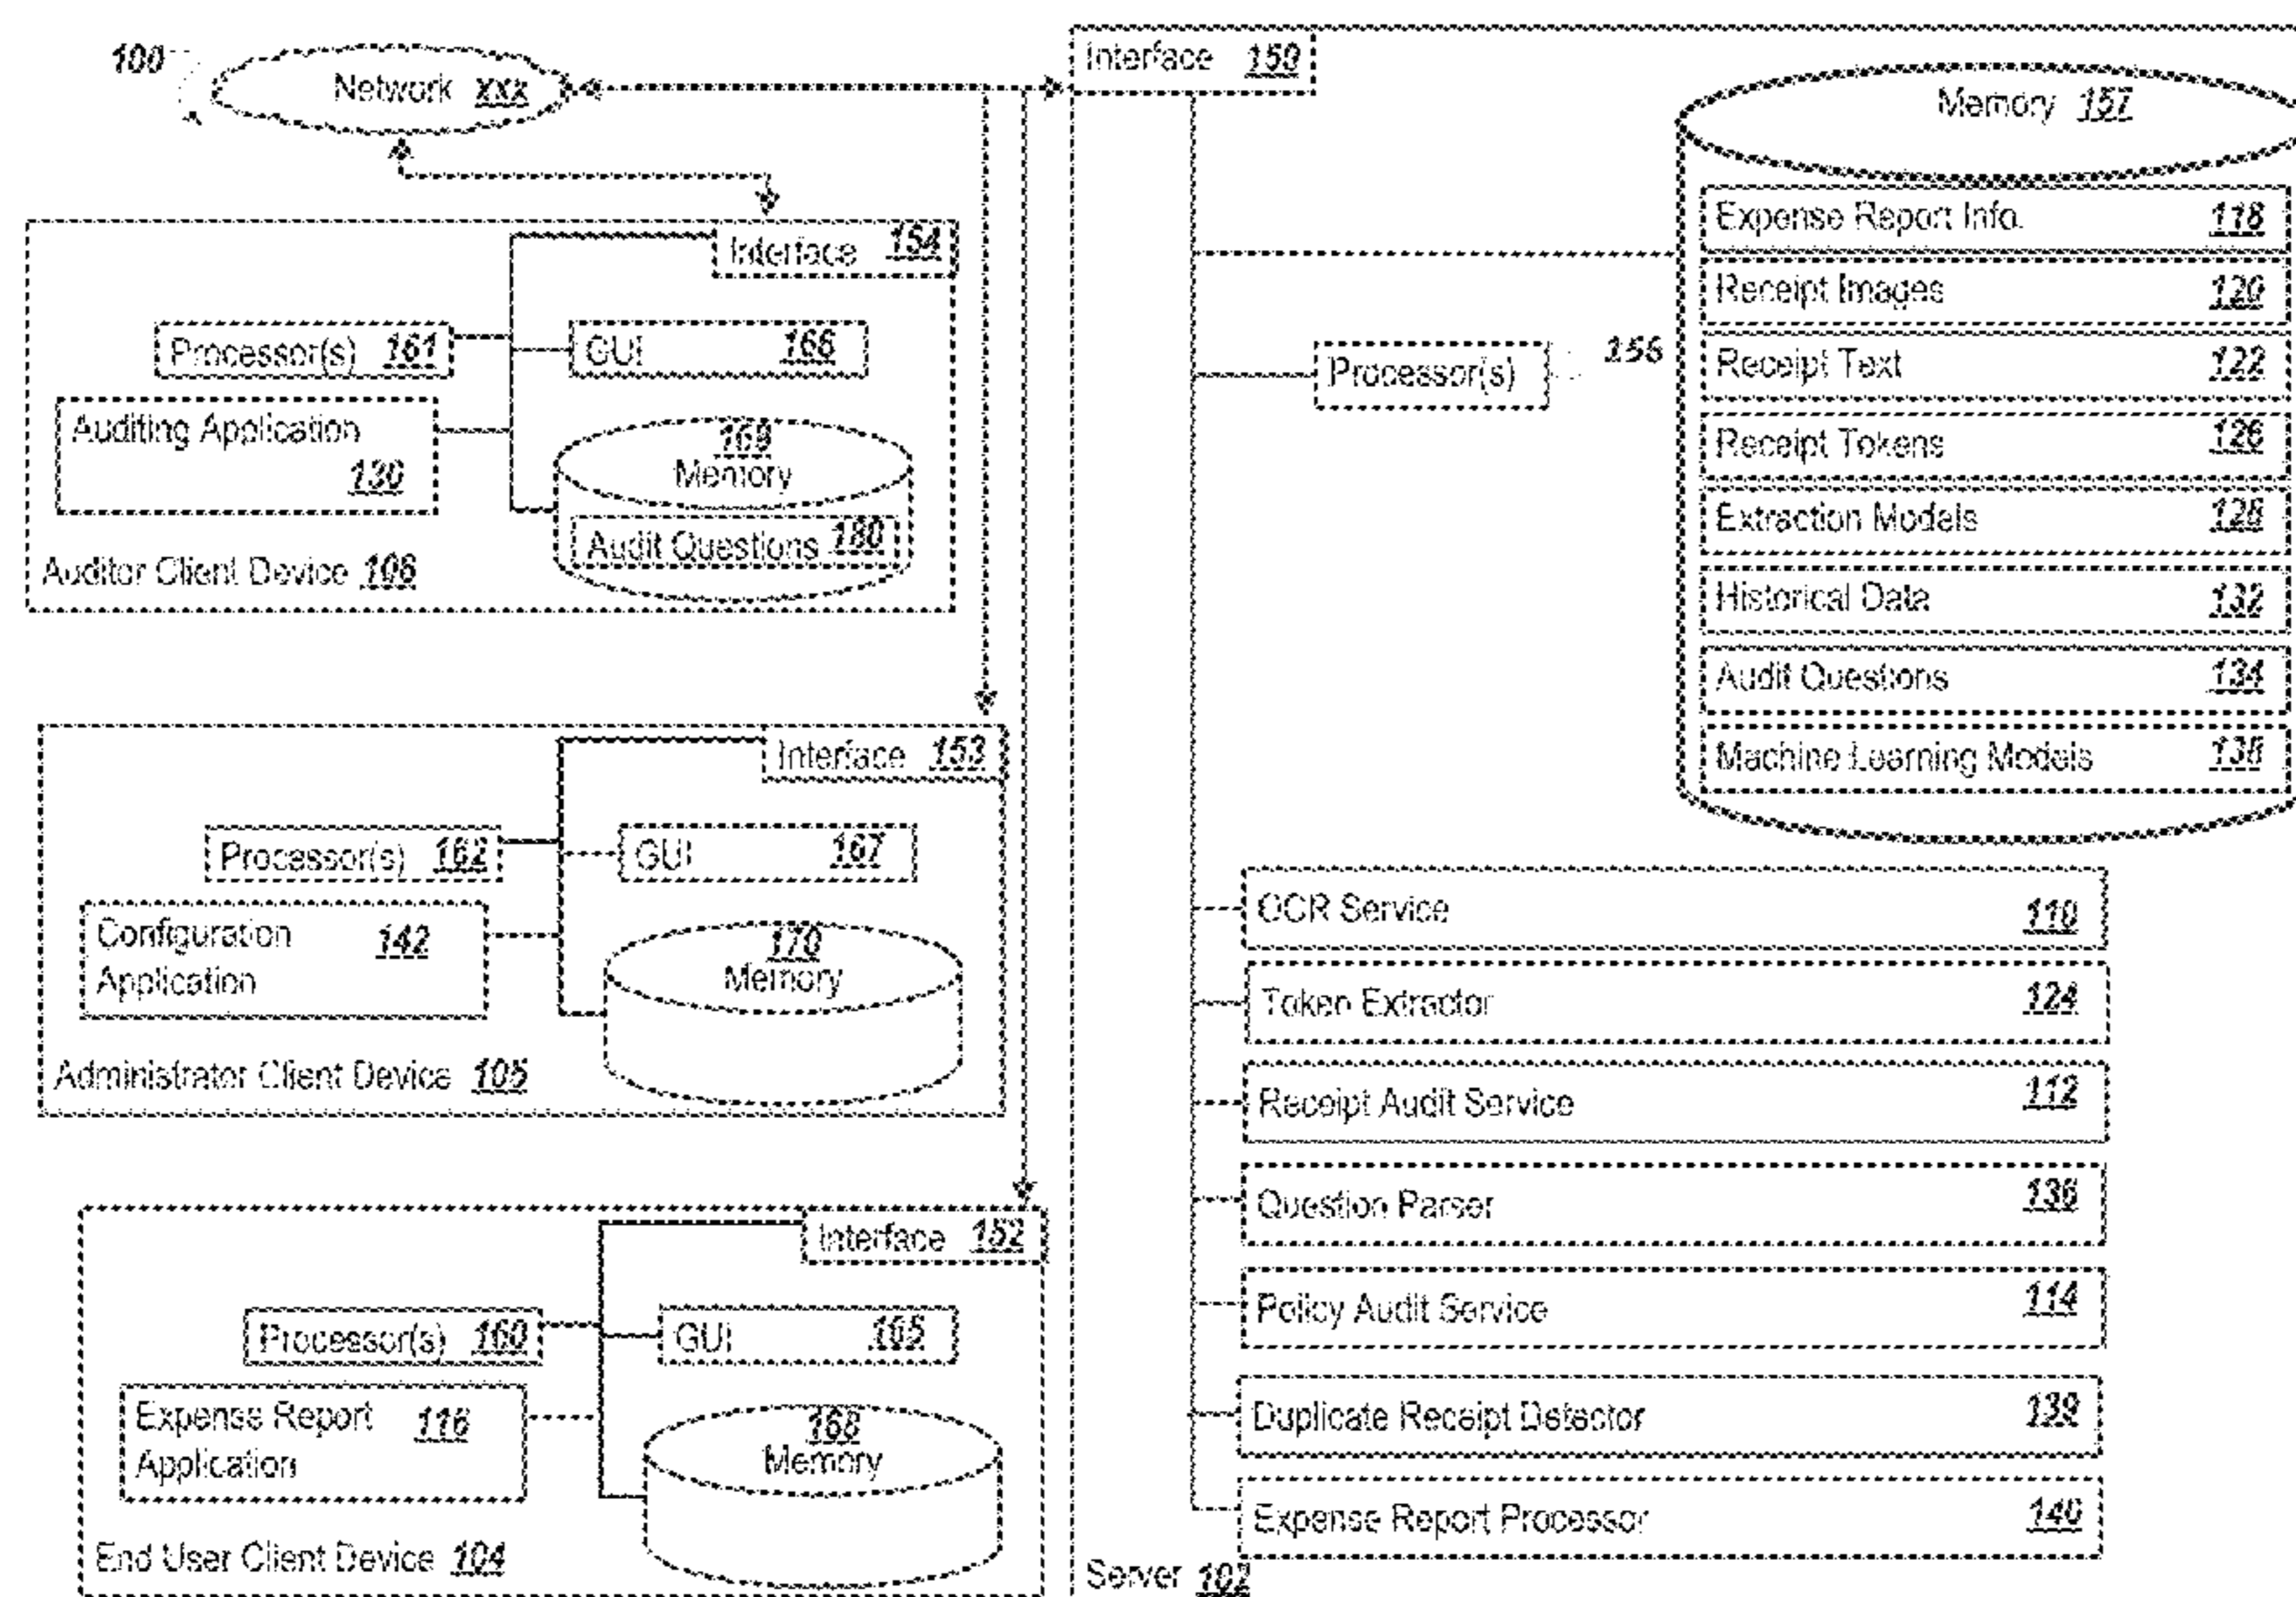 100
Network xxx
Interface 150
Memory 157
Expense Report Info. 118
Receipt Images 120
Receipt Text 122
Receipt Tokens 126
Extraction Models 128
Historical Data 132
Audit Questions 134
Machine Learning Models
Processor(s) 156
Interface 154
Processor(s) 161
GUI 166
Auditing Application
130
169
Memory
Audit Questions 180
Auditor Client Device 106
Interface 153
Processor(s) 162
GUI 167
Configuration 142
Application
170
Memory
Administrator Client Device 105
Interface 152
Processor(s) 160
GUI 165
Expense Report 116
Application
168
Memory
End User Client Device 104
OCR Service 110
Token Extractor 124
Receipt Audit Service 112
Question Parser 136
Policy Audit Service 114
Duplicate Receipt Detector 139
Expense Report Processor 140
Server 102